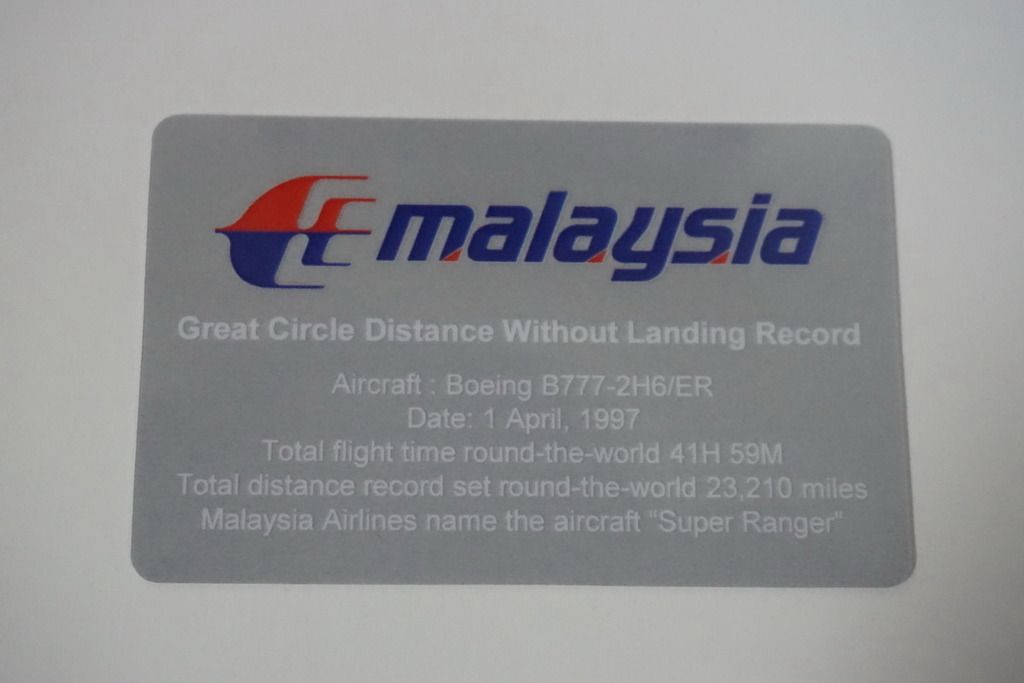 malaysia
Great Circle Distance Without Landing Record
Aircraft : Boeing B777-2H6/ER
Date: 1 April, 1997
Total flight time round-the-world 41H 59M
Total distance record set round-the-world 23,210 miles
Malaysia Airlines name the aircraft “Super Ranger”